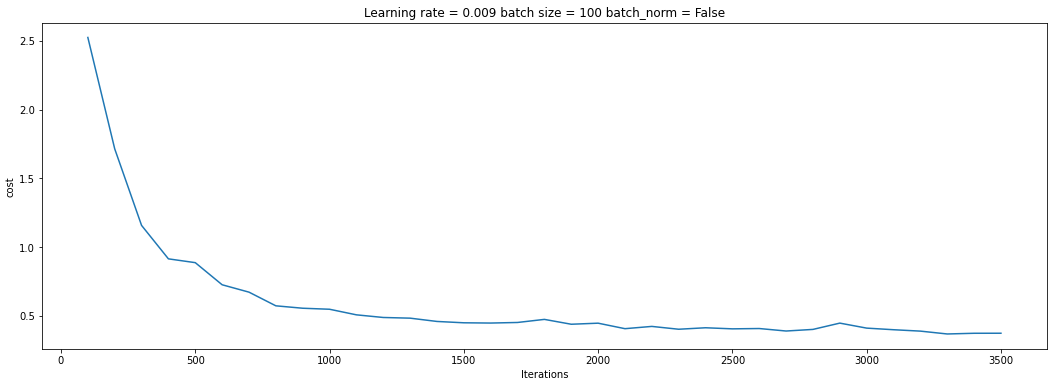 Learning rate = 0.009 batch size = 100 batch_norm = False
2.5
2.0
1.5
1.0
0.5
cost
0 500 1000 1500 2000 2500 3000 3500
Iterations